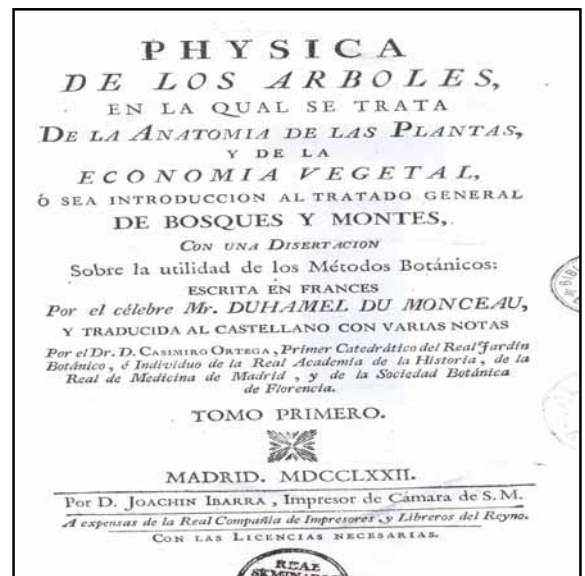 PHYSICA
DE LOS ARBOLES,
EN LA QUAL SE TRATA
DE LA ANATOMIA DE LAS PLANTAS,
Y DE LA
ECONOMIA VEGETAL,
Ó SEA INTRODUCCION AL TRATADO GENERAL
DE BOSQUES Y MONTES,
CON UNA DISERTACION
Sobre la utilidad de los Métodos Botánicos:
ESCRITA EN FRANCES
Por el célebre Mr. DUHAMEL DU MONCEAU,
Y TRADUCIDA AL CASTELLANO CON VARIAS NOTAS
Por el Dr. D. CASIMIRO ORTEGA, Primer Catedrático del Real Jardin
Botánico, é Individuo de la Real Academia de la Historia, de la
Real de Medicina de Madrid, y de la Sociedad Botánica
de Florencia.
TOMO PRIMERO.
MADRID. MDCCLXXII.
Por D. JOACHIN IBARRA, Impresor de Cámara de S. M.
A expensas de la Real Compañia de Impresores, y Libreros del Reyno.
CON LAS LICENCIAS NECESARIAS.
REAL